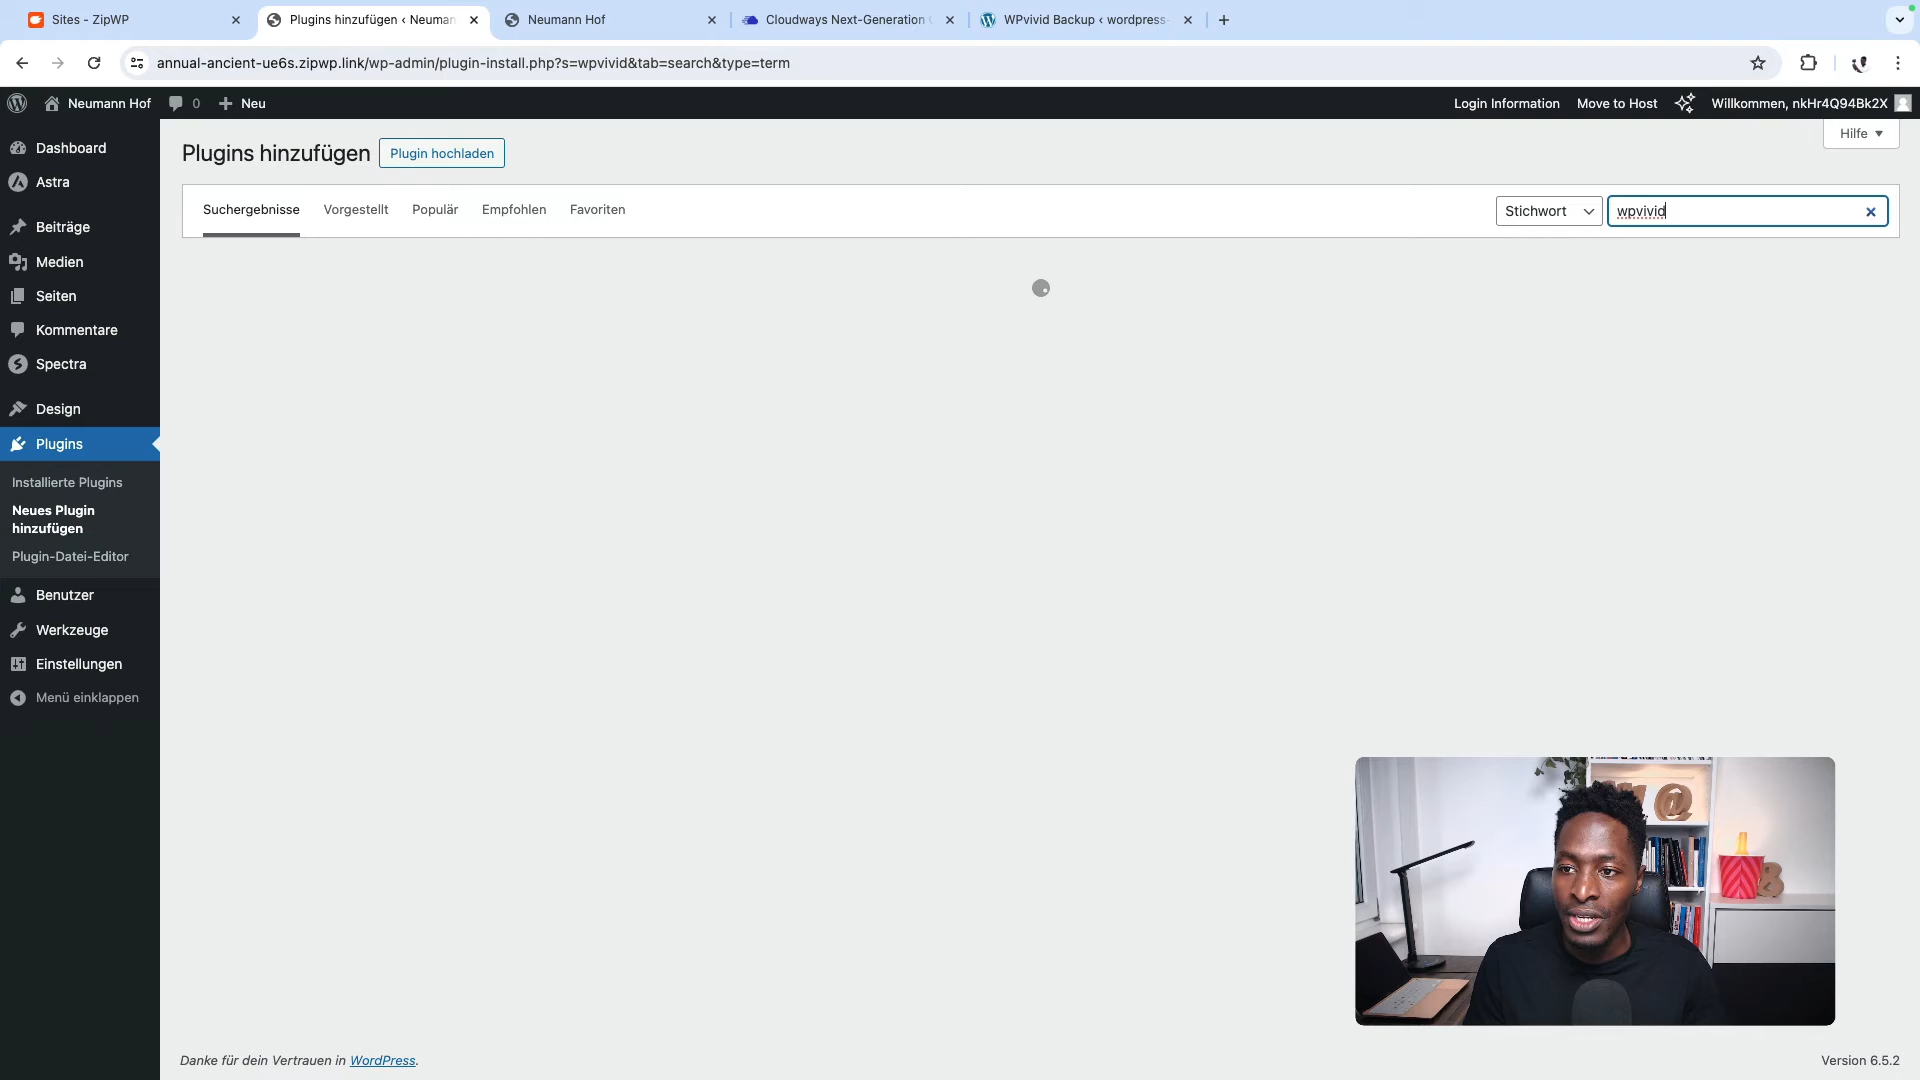 Sites - ZipWP
Plugins hinzufügen ‹ Neuman
Neumann Hof
Cloudways Next-Generation
WPvivid Backup ‹ wordpress-
annual-ancient-ue6s.zipwp.link/wp-admin/plugin-install.php?s=wpvivid&tab=search&type=term
Neumann Hof
0
Neu
Login Information
Move to Host
Willkommen, nkHr4Q94Bk2X
Hilfe
Dashboard
Astra
Beiträge
Medien
Seiten
Kommentare
Spectra
Design
Plugins
Installierte Plugins
Neues Plugin
hinzufügen
Plugin-Datei-Editor
Benutzer
Werkzeuge
Einstellungen
Menü einklappen
Plugins hinzufügen
Plugin hochladen
Suchergebnisse
Vorgestellt
Populär
Empfohlen
Favoriten
Stichwort
wpvivid
@
&
Danke für dein Vertrauen in WordPress.
Version 6.5.2